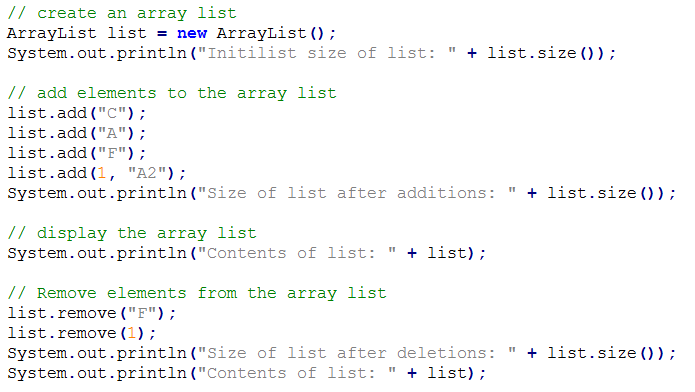 // create an array list
ArrayList list = new ArrayList();
System.out.println("Initilist size of list: " + list.size());
// add elements to the array list
list.add("C");
list.add("A");
list.add("F");
list.add(1, "A2");
System.out.println("Size of list after additions: " + list.size());
// display the array list
System.out.println("Contents of list: " + list);
// Remove elements from the array list
list.remove("F");
list.remove(1);
System.out.println("Size of list after deletions: " + list.size());
System.out.println("Contents of list: " + list);